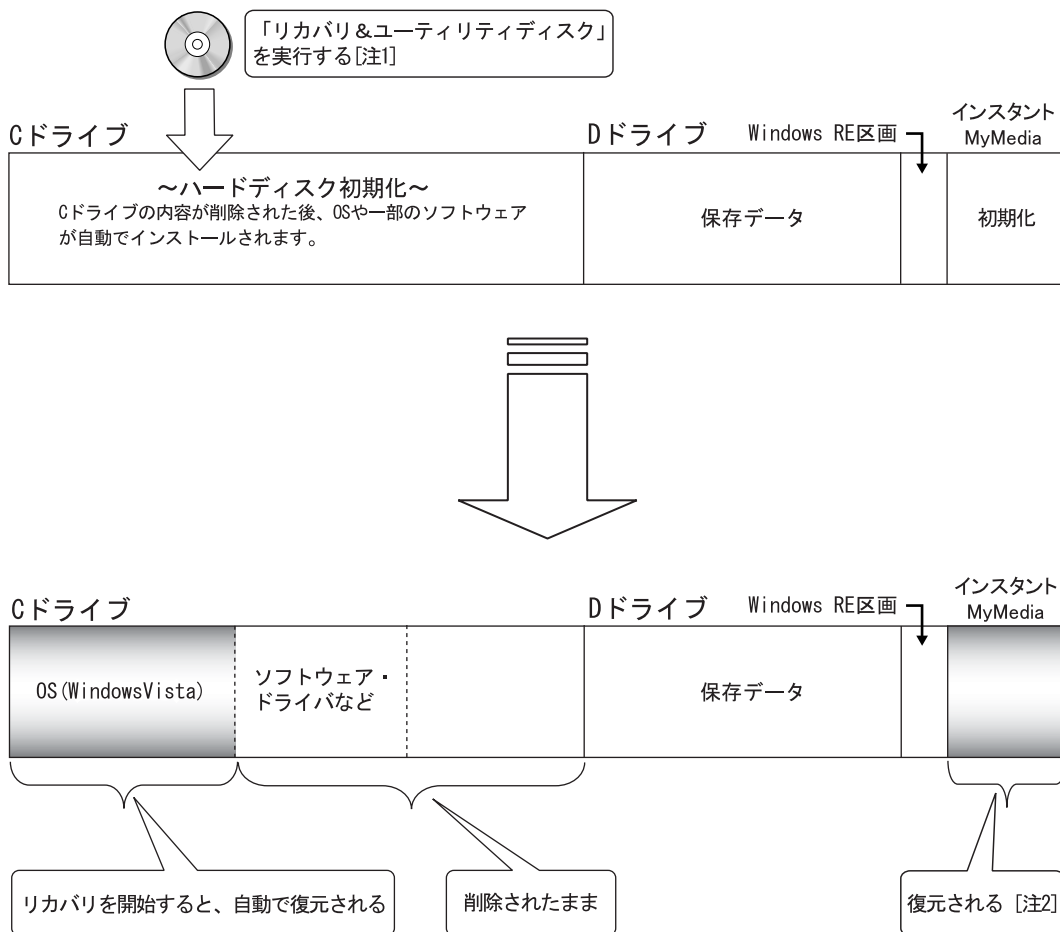 「リカバリ&ユーティリティディスク」
を実行する[注1]
Cドライブ
Dドライブ
Windows RE区画
インスタント
MyMedia
～ハードディスク初期化～
Cドライブの内容が削除された後、OSや一部のソフトウェア
が自動でインストールされます。
保存データ
初期化
Cドライブ
Dドライブ
Windows RE区画
インスタント
MyMedia
OS(WindowsVista)
ソフトウェア・
ドライバなど
保存データ
リカバリを開始すると、自動で復元される
削除されたまま
復元される [注2]